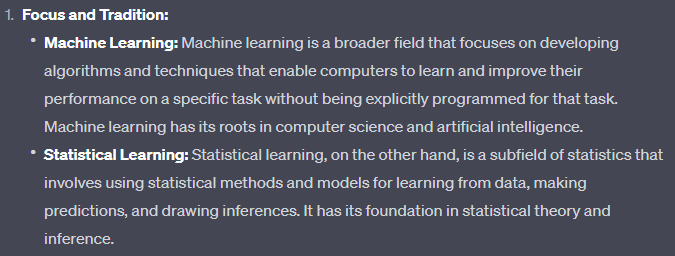 1. Focus and Tradition:
• Machine Learning: Machine learning is a broader field that focuses on developing
algorithms and techniques that enable computers to learn and improve their
performance on a specific task without being explicitly programmed for that task.
Machine learning has its roots in computer science and artificial intelligence.
• Statistical Learning: Statistical learning, on the other hand, is a subfield of statistics that
involves using statistical methods and models for learning from data, making
predictions, and drawing inferences. It has its foundation in statistical theory and
inference.